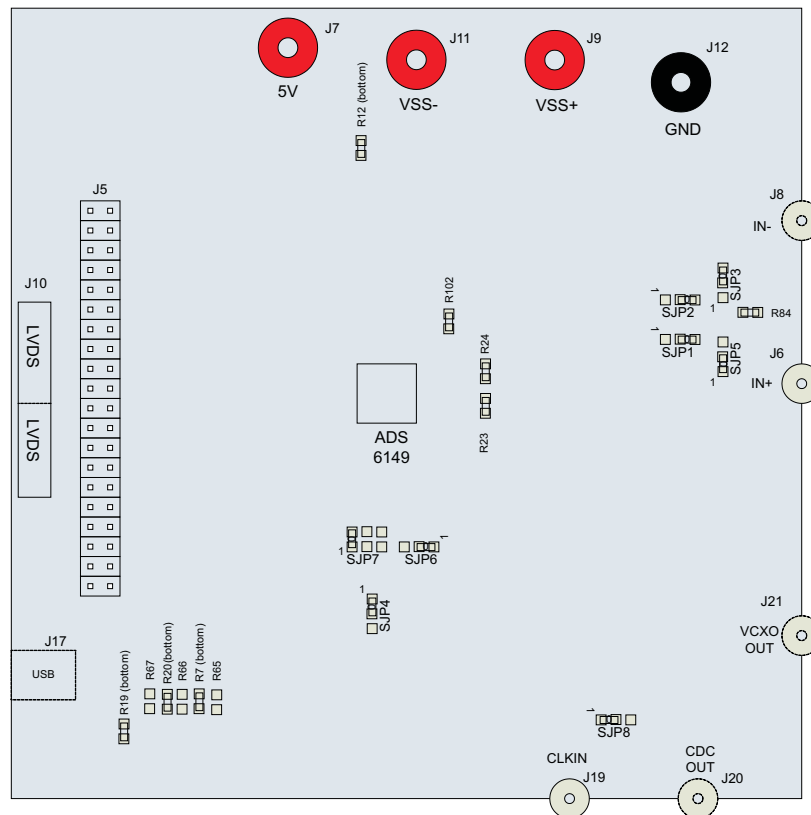 J7
J11
J9
J12
5V
VSS-
VSS+
GND
R12 (bottom)
J5
J8
IN-
J10
LVDS
LVDS
R102
1
SJP2
SJP3
1
R84
1
SJP1
SJP5
1
J6
IN+
R24
R23
ADS
6149
1
SJP7
SJP6
1
1
SJP4
J21
VCXO
OUT
J17
USB
R19 (bottom)
R67
R20(bottom)
R66
R7 (bottom)
R65
1
SJP8
CLKIN
J19
CDC
OUT
J20